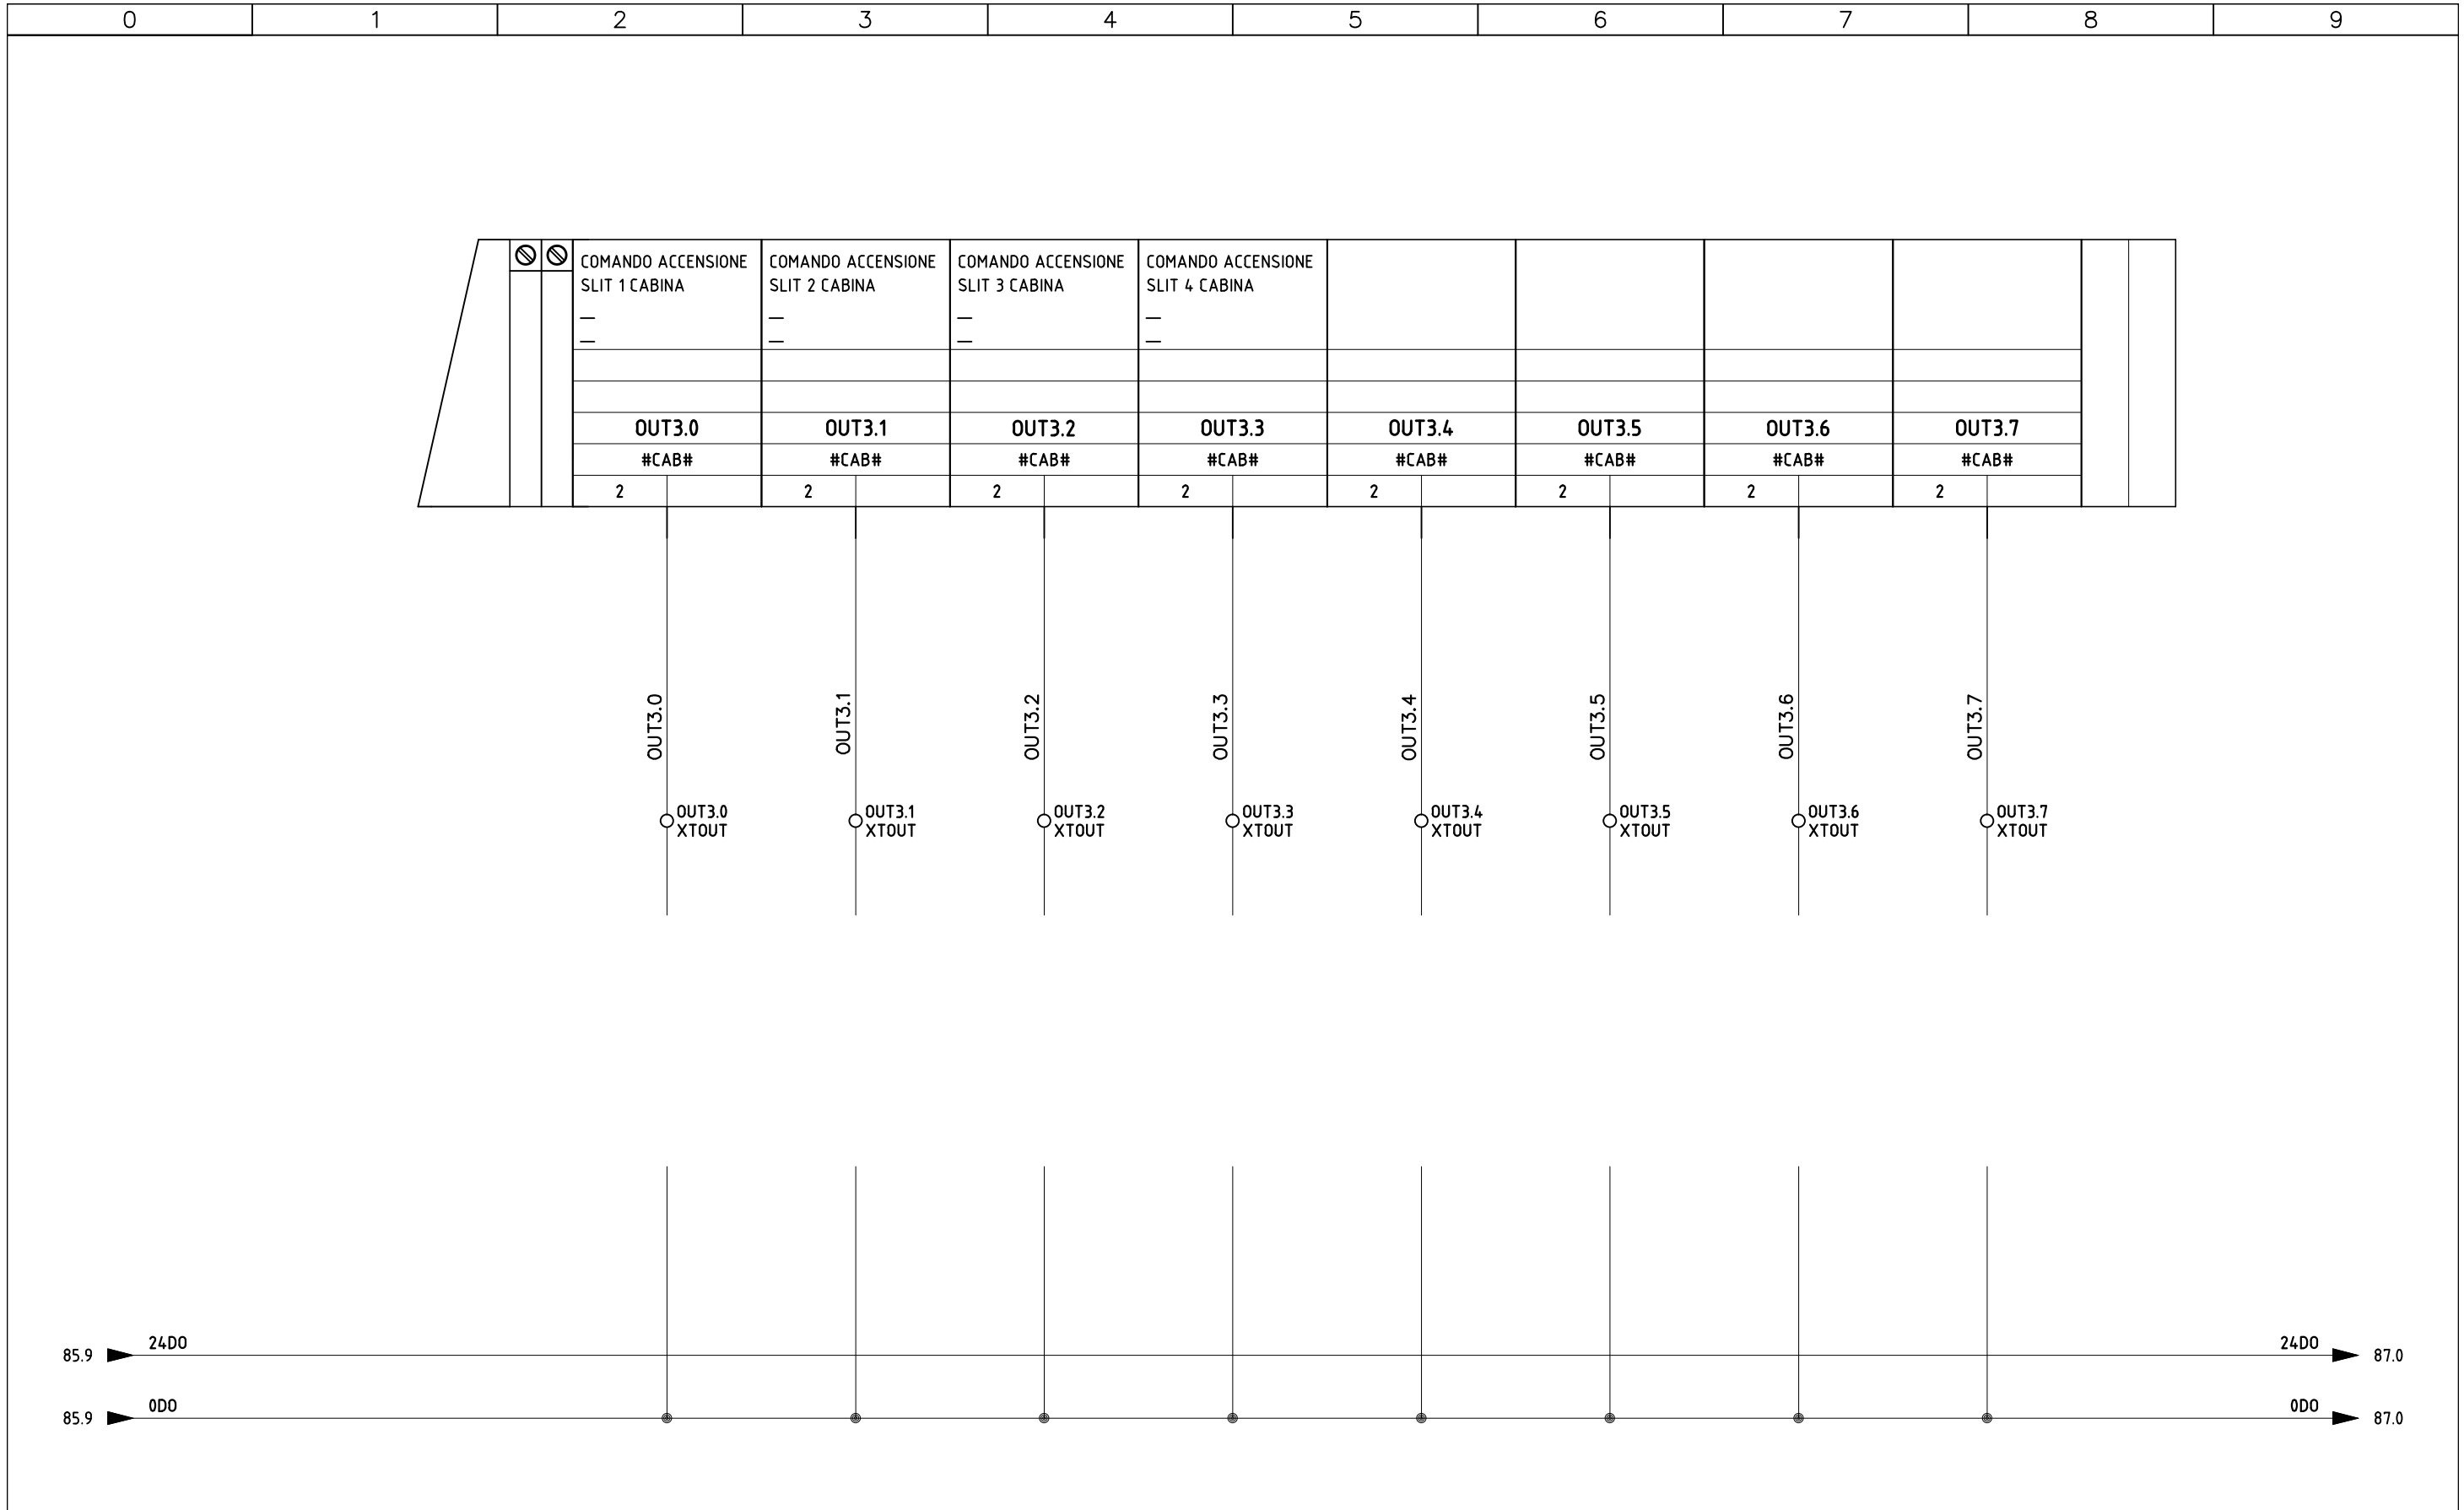 0 1 2 3 4 5 6 7 8 9
COMANDO ACCENSIONE COMANDO ACCENSIONE COMANDO ACCENSIONE COMANDO ACCENSIONE
SLIT 1 CABINA SLIT 2 CABINA SLIT 3 CABINA SLIT 4 CABINA
— — — —
— — — —
OUT3.0 OUT3.1 OUT3.2 OUT3.3 OUT3.4 OUT3.5 OUT3.6 OUT3.7
#CAB# #CAB# #CAB# #CAB# #CAB# #CAB# #CAB# #CAB#
2 2 2 2 2 2 2 2
OUT3.0 OUT3.1 OUT3.2 OUT3.3 OUT3.4 OUT3.5 OUT3.6 OUT3.7
OUT3.0 OUT3.1 OUT3.2 OUT3.3 OUT3.4 OUT3.5 OUT3.6 OUT3.7
XTOUT XTOUT XTOUT XTOUT XTOUT XTOUT XTOUT XTOUT
24DO 24DO
85.9 87.0
0DO 0DO
85.9 87.0